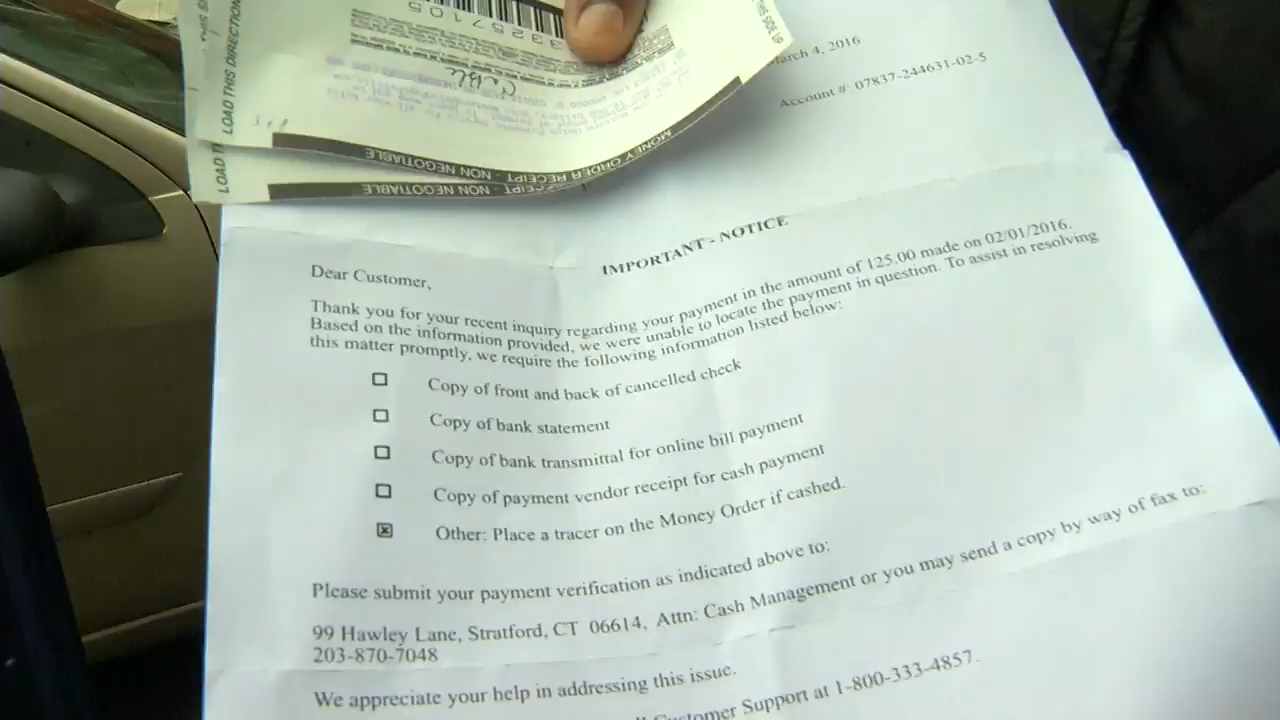 THIS SIDE UP
LOAD THIS DIRECTION
3257105
MONEY ORDER RECEIPT - NON NEGOTIABLE
LOAD
RECEIPT - NON NEGOTIABLE
arch 4, 2016
Account #: 07837-244631-02-5
IMPORTANT - NOTICE
Dear Customer,
Thank you for your recent inquiry regarding your payment in the amount of 125.00 made on 02/01/2016.
Based on the information provided, we were unable to locate the payment in question. To assist in resolving
this matter promptly, we require the following information listed below:
Copy of front and back of cancelled check
Copy of bank statement
Copy of bank transmittal for online bill payment
Copy of payment vendor receipt for cash payment
Other: Place a tracer on the Money Order if cashed.
Please submit your payment verification as indicated above to:
99 Hawley Lane, Stratford, CT 06614, Attn: Cash Management or you may send a copy by way of fax to:
203-870-7048
We appreciate your help in addressing this issue.
Customer Support at 1-800-333-4857.